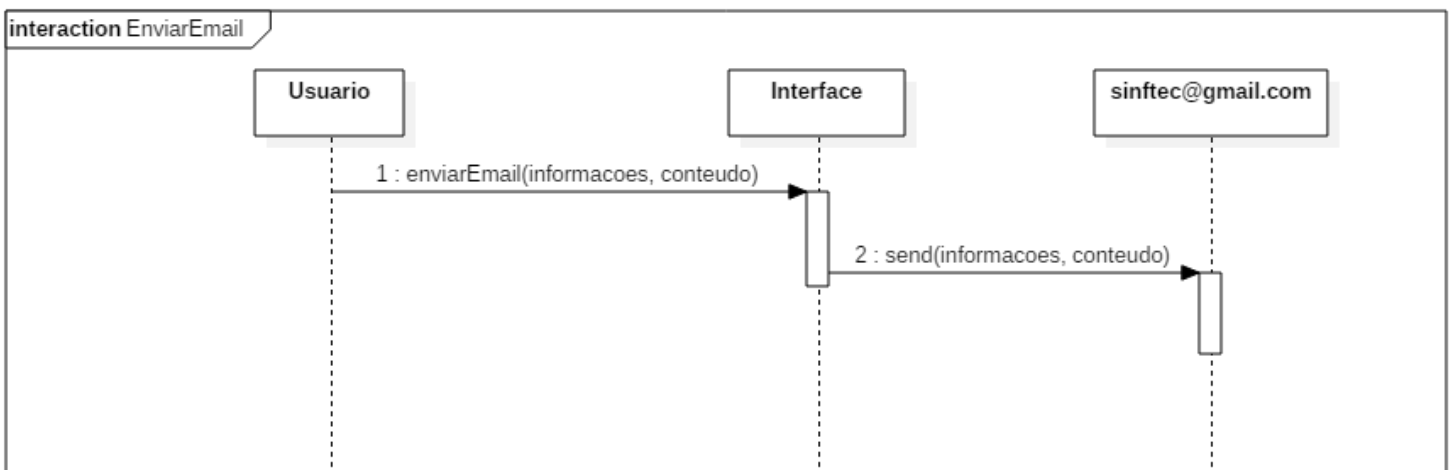 interaction EnviarEmail
Usuario
Interface
sinftec@gmail.com
1 : enviarEmail(informacoes, conteudo)
2 : send(informacoes, conteudo)